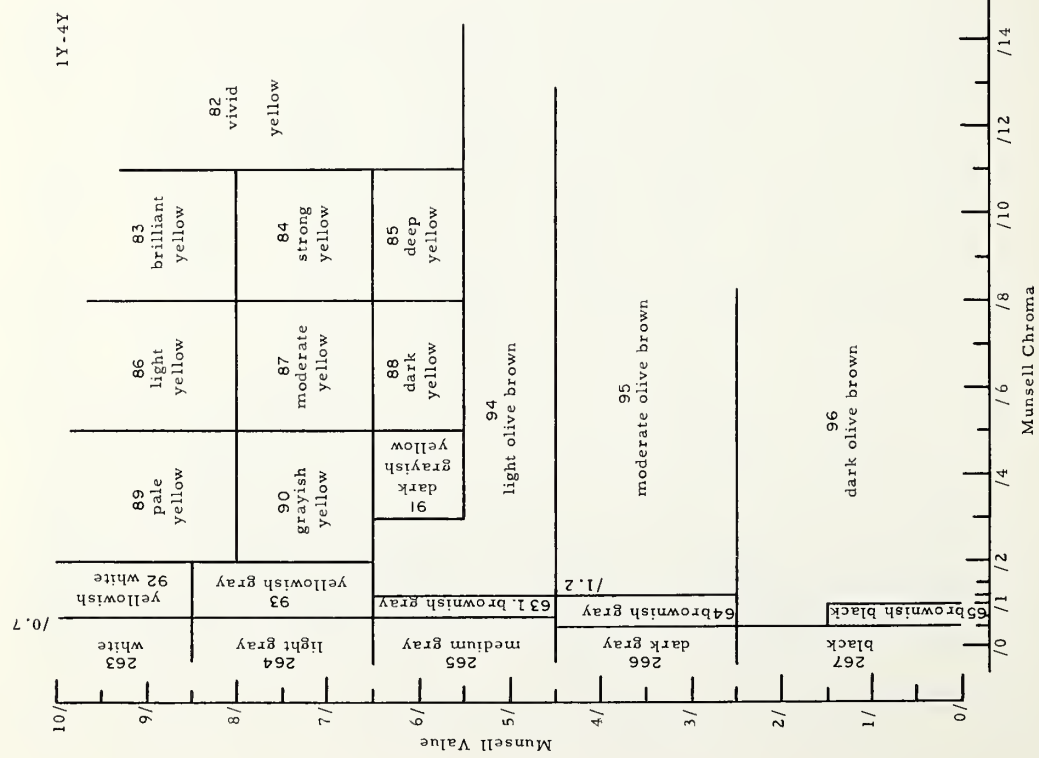 1Y-4Y
82
vivid
yellow
83
brilliant
yellow
84
strong
yellow
85
deep
yellow
86
light
yellow
87
moderate
yellow
88
dark
yellow
89
pale
yellow
90
grayish
yellow
91
dark
grayish
yellow
94
light olive brown
95
moderate olive brown
96
dark olive brown
92 white
yellowish
93
yellowish gray
63 l. brownish gray
64 brownish gray
65 brownish black
/0.7
/1.2
263
white
264
light gray
265
medium gray
266
dark gray
267
black
10/
9/
8/
7/
6/
5/
4/
3/
2/
1/
0/
Munsell Value
/0
/1
/2
/4
/6
/8
/10
/12
/14
Munsell Chroma